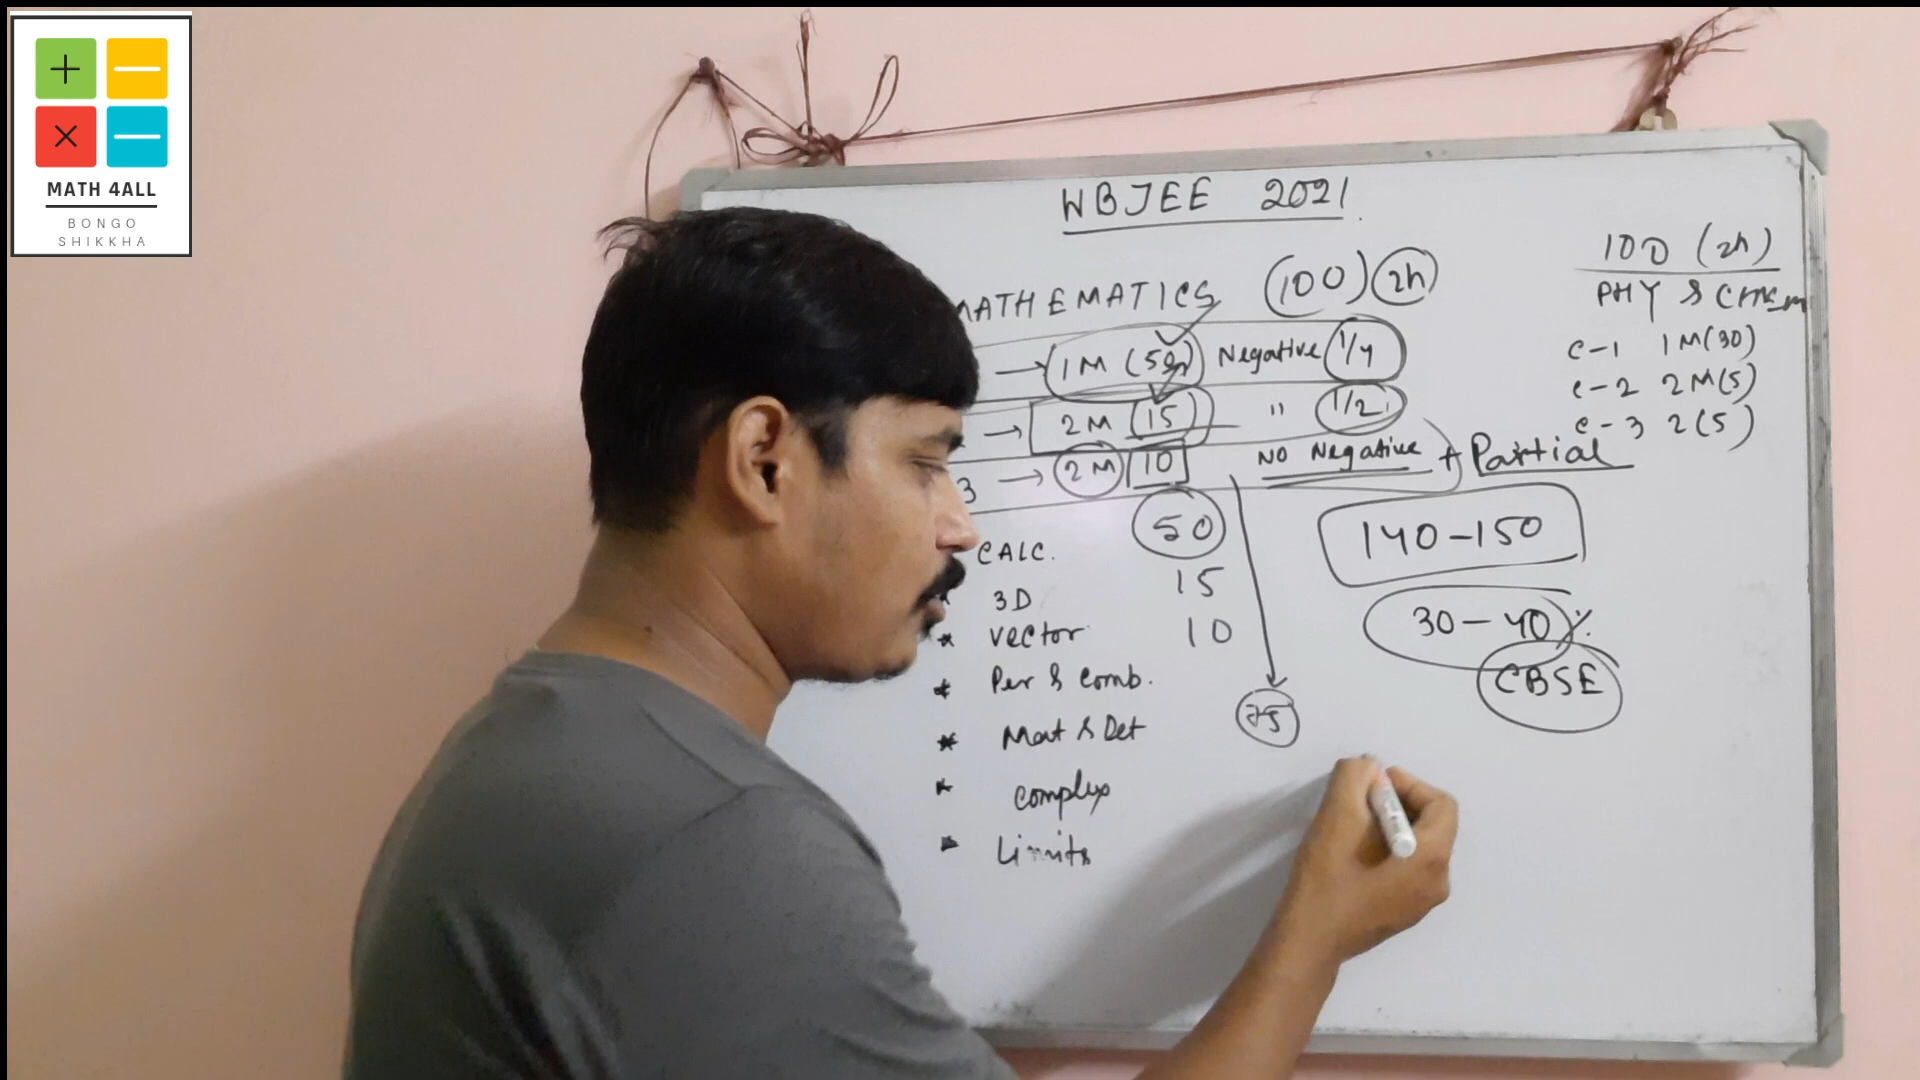 MATH 4ALL
BONGO
SHIKKHA
WBJEE 2021
MATHEMATICS (100) 2h
→ 1M (50) Negative 1/4
→ 2M (15) " 1/2
3 → 2M 10 NO Negative + Partial
100 (2h)
PHY & CHEM
C-1 1M(30)
C-2 2M(5)
C-3 2(5)
CALC. 50
* 3D 15
* Vector 10
* Per & Comb.
* Mat & Det
* Complex
* Limits
75
140-150
30-40%
CBSE